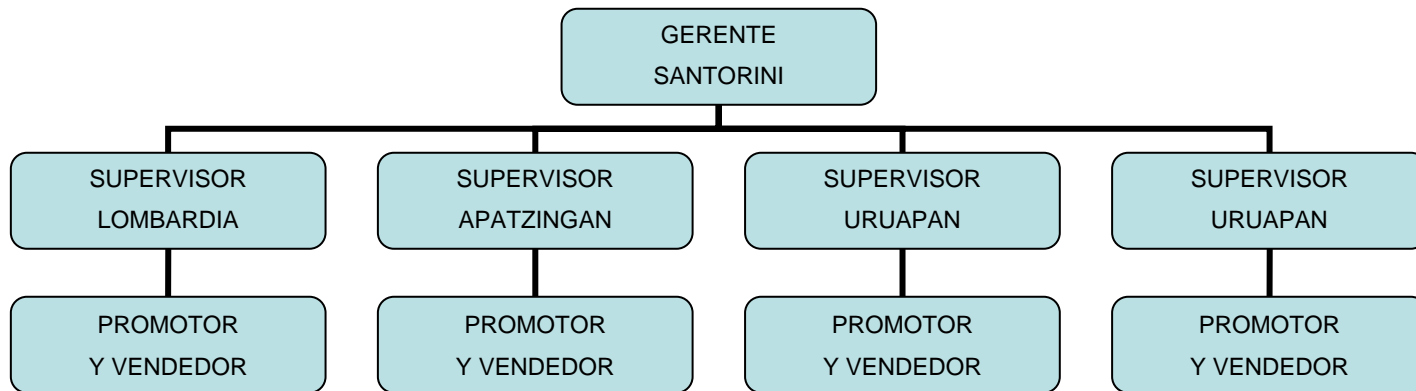 GERENTE
SANTORINI
SUPERVISOR
LOMBARDIA
SUPERVISOR
APATZINGAN
SUPERVISOR
URUAPAN
SUPERVISOR
URUAPAN
PROMOTOR
Y VENDEDOR
PROMOTOR
Y VENDEDOR
PROMOTOR
Y VENDEDOR
PROMOTOR
Y VENDEDOR